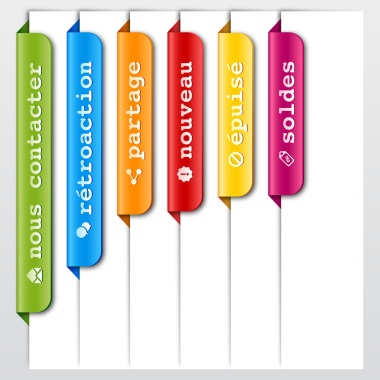 nous contacter
rétroaction
partage
nouveau
épuisé
soldes